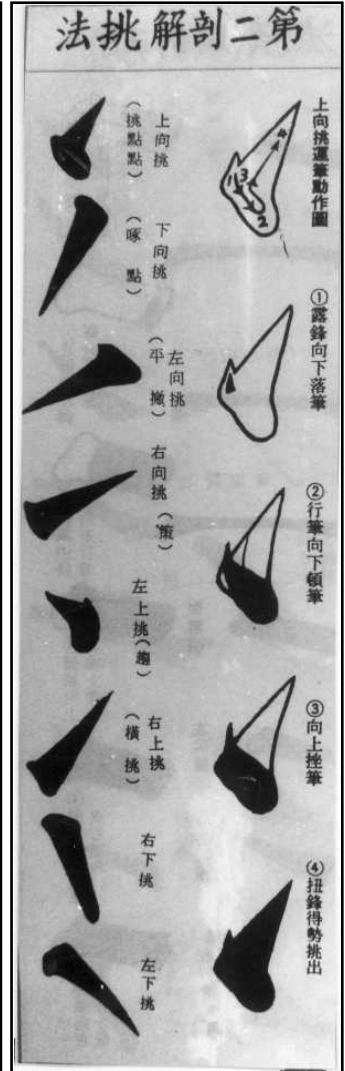 法挑解剖二第
上向挑運筆動作圖
1
3
2
①露鋒向下落筆
②行筆向下頓筆
③向上挫筆
④扭鋒得勢挑出
上向挑
（挑點點）
下向挑
（啄點）
左向挑
（平撇）
右向挑（策）
左上挑（趯）
右上挑
（橫挑）
右下挑
左下挑